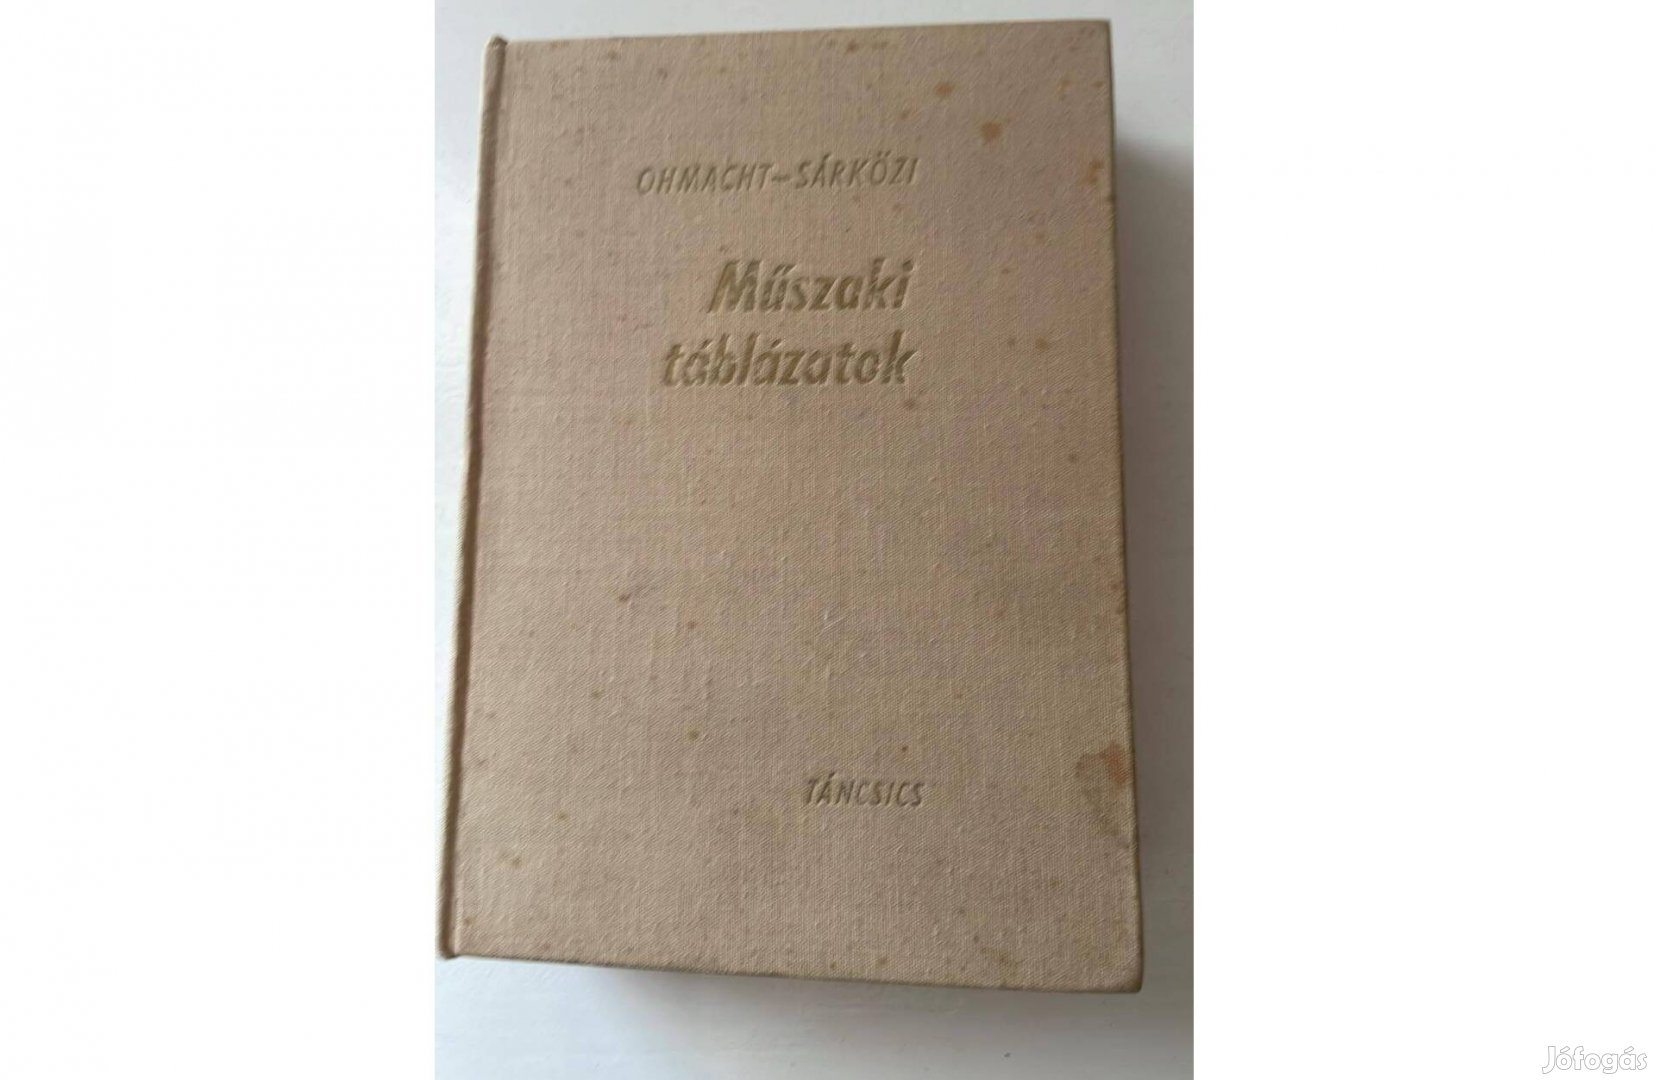 OHMACHT–SÁRKÖZI
Műszaki
táblázatok
TÁNCSICS
Jófogás